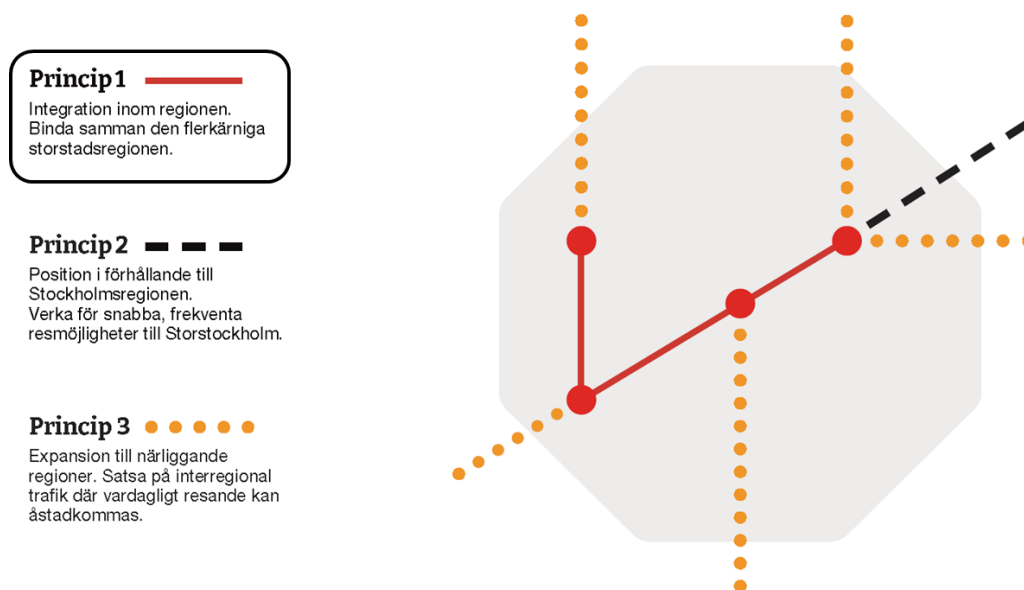 Princip 1
Integration inom regionen.
Binda samman den flerkärniga
storstadsregionen.
Princip 2
Position i förhållande till
Stockholmsregionen.
Verka för snabba, frekventa
resmöjligheter till Storstockholm.
Princip 3
Expansion till närliggande
regioner. Satsa på interregional
trafik där vardagligt resande kan
åstadkommas.